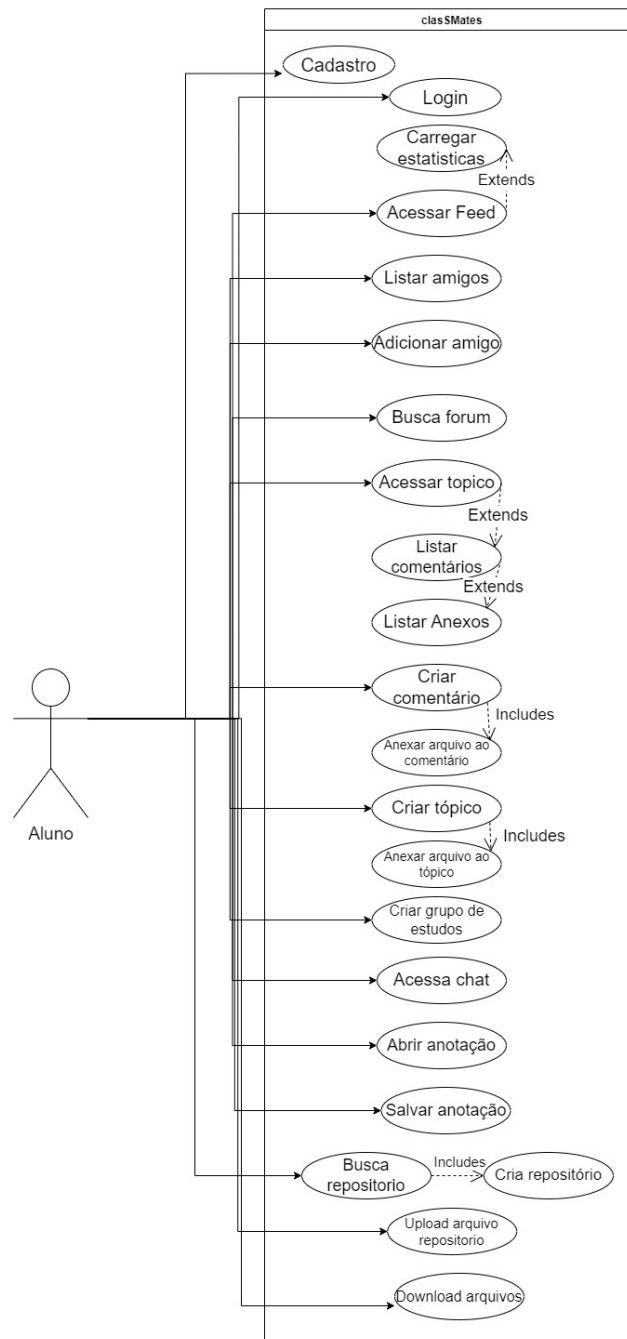 clasSMates
Cadastro
Login
Carregar
estatisticas
Extends
Acessar Feed
Listar amigos
Adicionar amigo
Busca forum
Acessar topico
Extends
Listar
comentários
Extends
Listar Anexos
Criar
comentário
Includes
Anexar arquivo ao
comentário
Criar tópico
Includes
Anexar arquivo ao
tópico
Aluno
Criar grupo de
estudos
Acessa chat
Abrir anotação
Salvar anotação
Busca
repositorio
Includes
Cria repositório
Upload arquivo
repositorio
Download arquivos